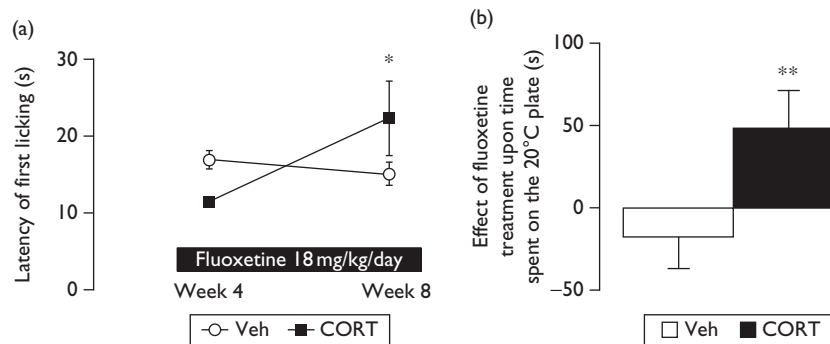 (a)
Latency of first licking (s)
30
20
10
0
*
Fluoxetine 18 mg/kg/day
Week 4
Week 8
Veh
CORT
(b)
Effect of fluoxetine
treatment upon time
spent on the 20°C plate (s)
100
50
0
−50
**
Veh
CORT